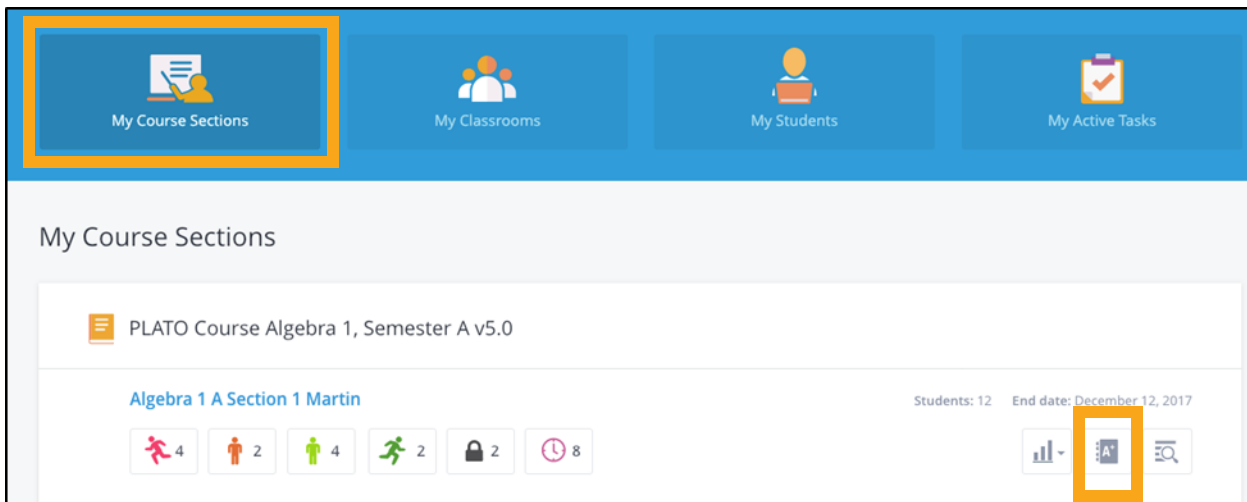 My Course Sections
My Classrooms
My Students
My Active Tasks
My Course Sections
PLATO Course Algebra 1, Semester A v5.0
Algebra 1 A Section 1 Martin
Students: 12 End date: December 12, 2017
4 2 4 2 2 8 A+